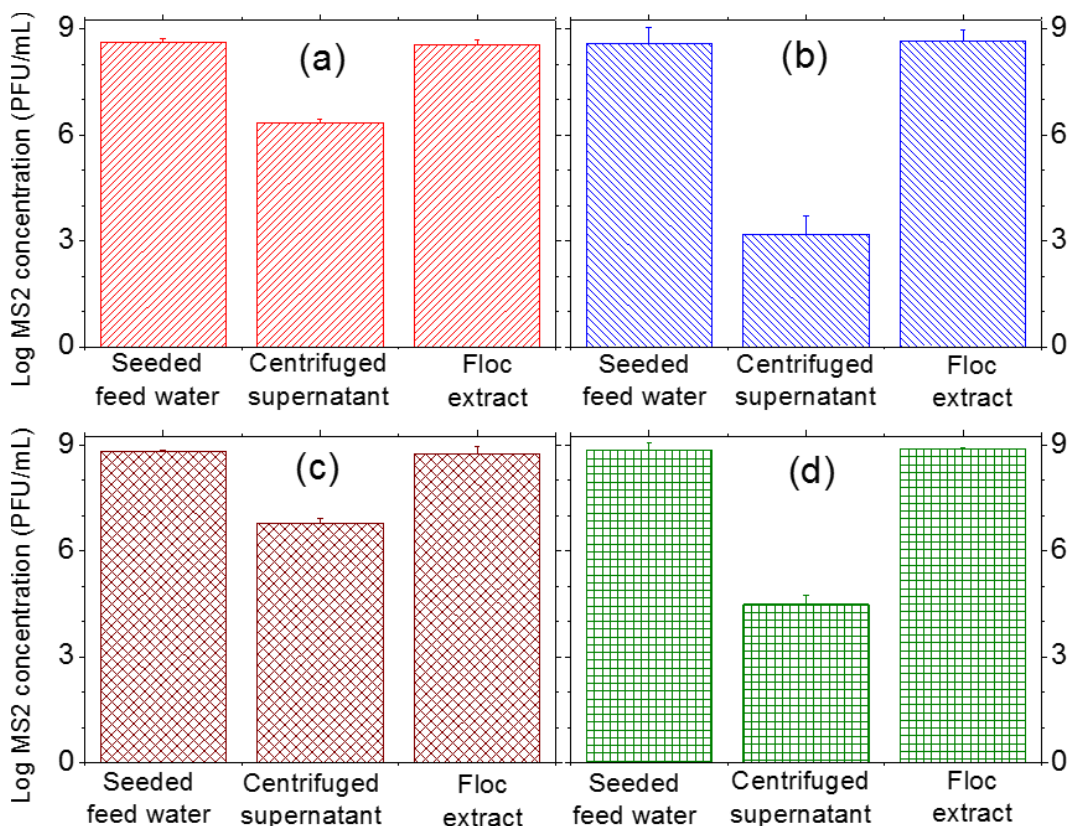 Log MS2 concentration (PFU/mL)
9
6
3
0
(a)
Seeded
feed water
Centrifuged
supernatant
Floc
extract
(b)
9
6
3
0
Seeded
feed water
Centrifuged
supernatant
Floc
extract
Log MS2 concentration (PFU/mL)
9
6
3
0
(c)
Seeded
feed water
Centrifuged
supernatant
Floc
extract
(d)
9
6
3
0
Seeded
feed water
Centrifuged
supernatant
Floc
extract